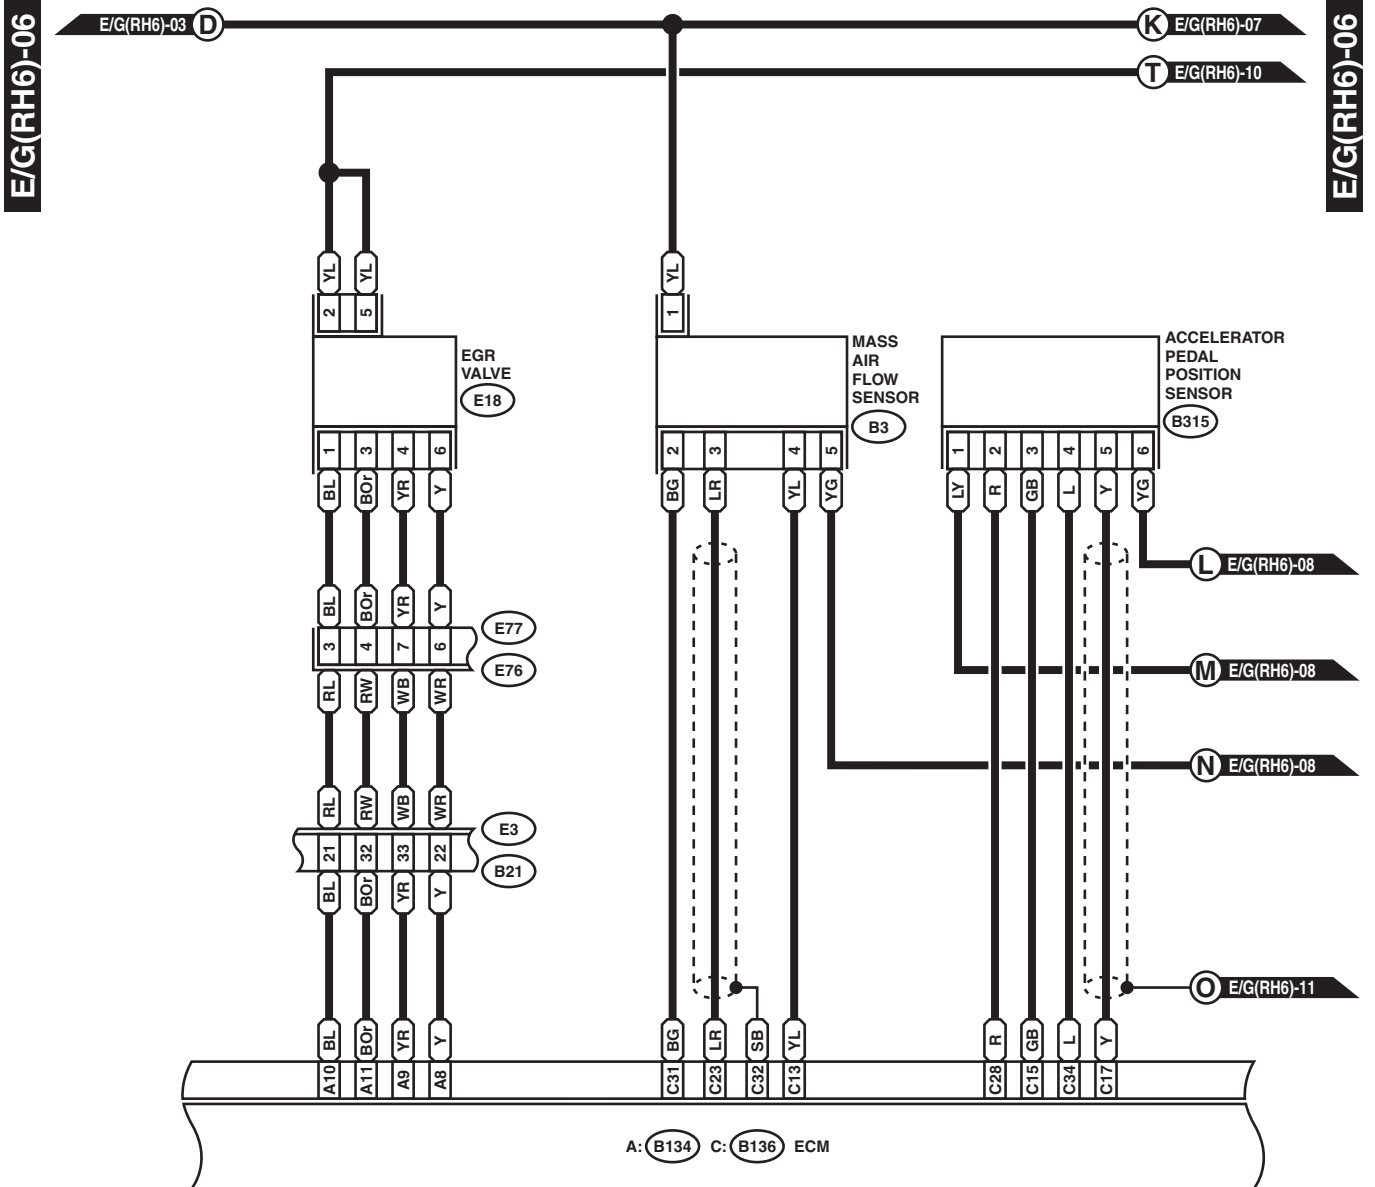 E/G(RH6)-06
E/G(RH6)-06
E/G(RH6)-03 D
K E/G(RH6)-07
T E/G(RH6)-10
YL YL YL
2 5 1
EGR
VALVE
E18
MASS
AIR
FLOW
SENSOR
B3
ACCELERATOR
PEDAL
POSITION
SENSOR
B315
1 3 4 6 2 3 4 5 1 2 3 4 5 6
BL BOr YR Y BG LR YL YG LY R GB L Y YG
L E/G(RH6)-08
BL BOr YR Y
E77
3 4 7 6
E76
M E/G(RH6)-08
RL RW WB WR
N E/G(RH6)-08
RL RW WB WR
E3
21 32 33 22
B21
BL BOr YR Y
O E/G(RH6)-11
BL BOr YR Y BG LR SB YL R GB L Y
A10 A11 A9 A8 C31 C23 C32 C13 C28 C15 C34 C17
A: B134 C: B136 ECM